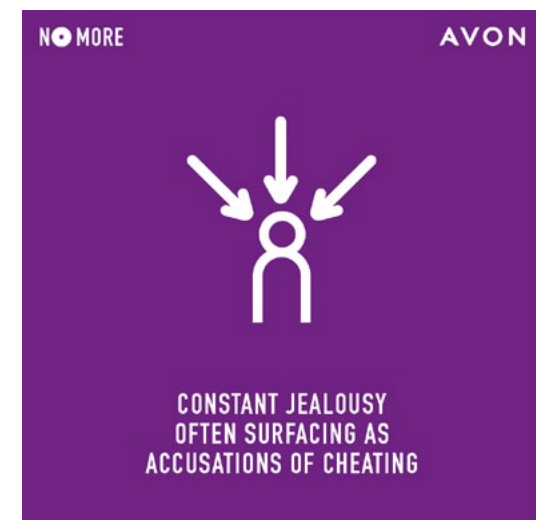 NO MORE
AVON
CONSTANT JEALOUSY
OFTEN SURFACING AS
ACCUSATIONS OF CHEATING